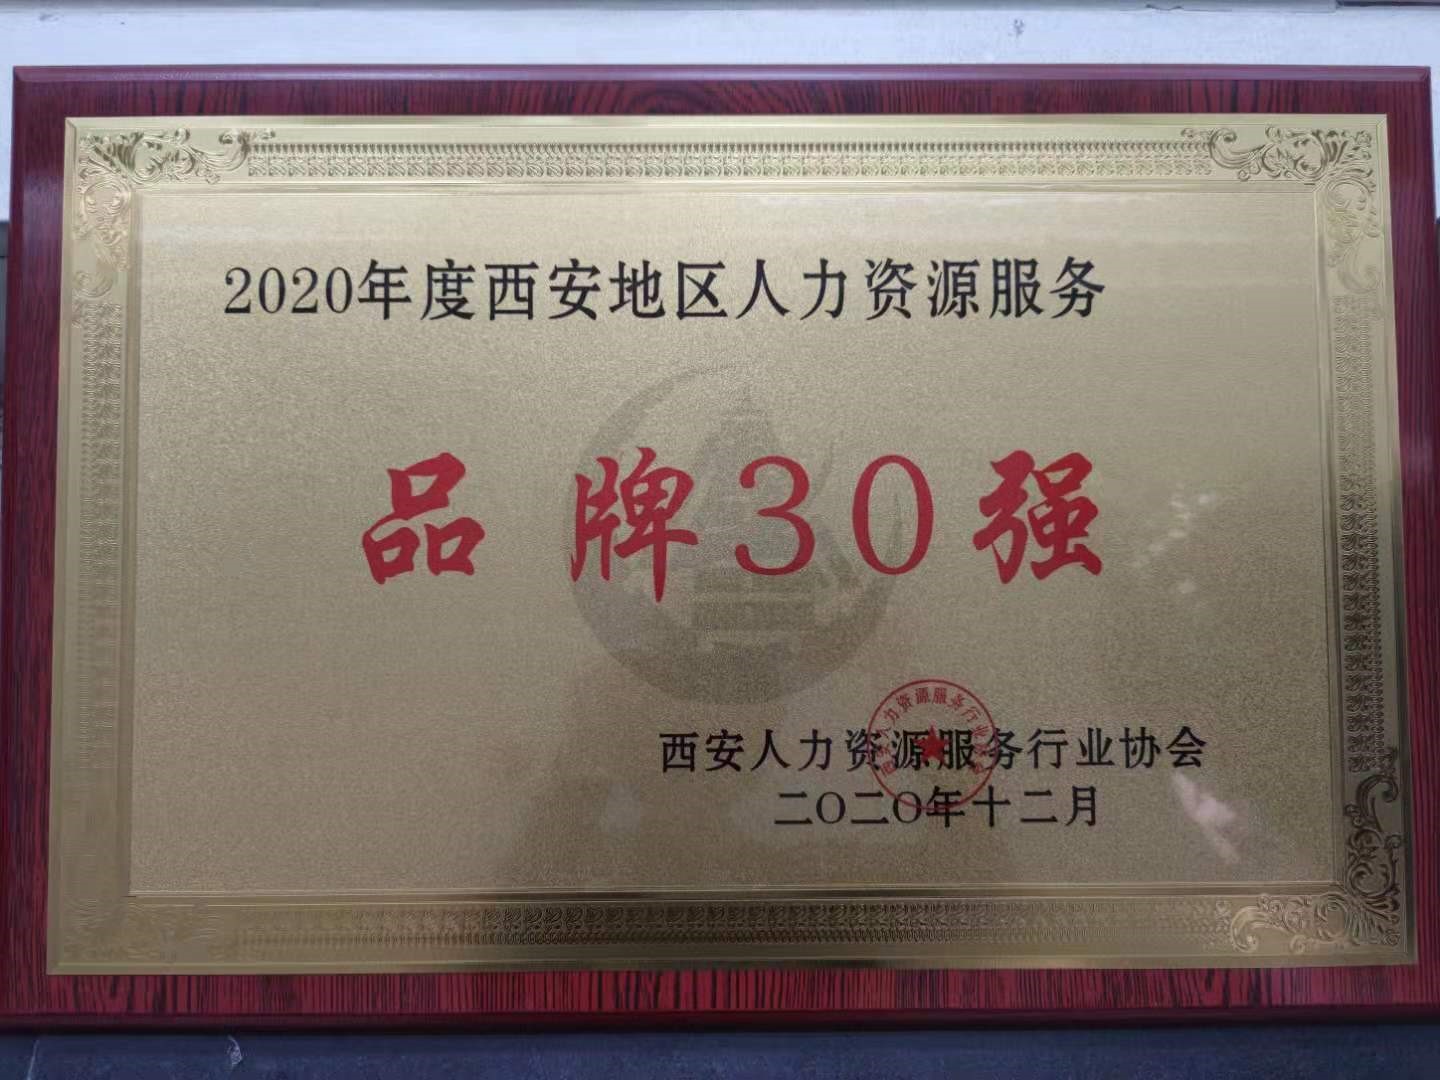 2020年度西安地区人力资源服务
品牌30强
西安人力资源服务行业协会
二〇二〇年十二月